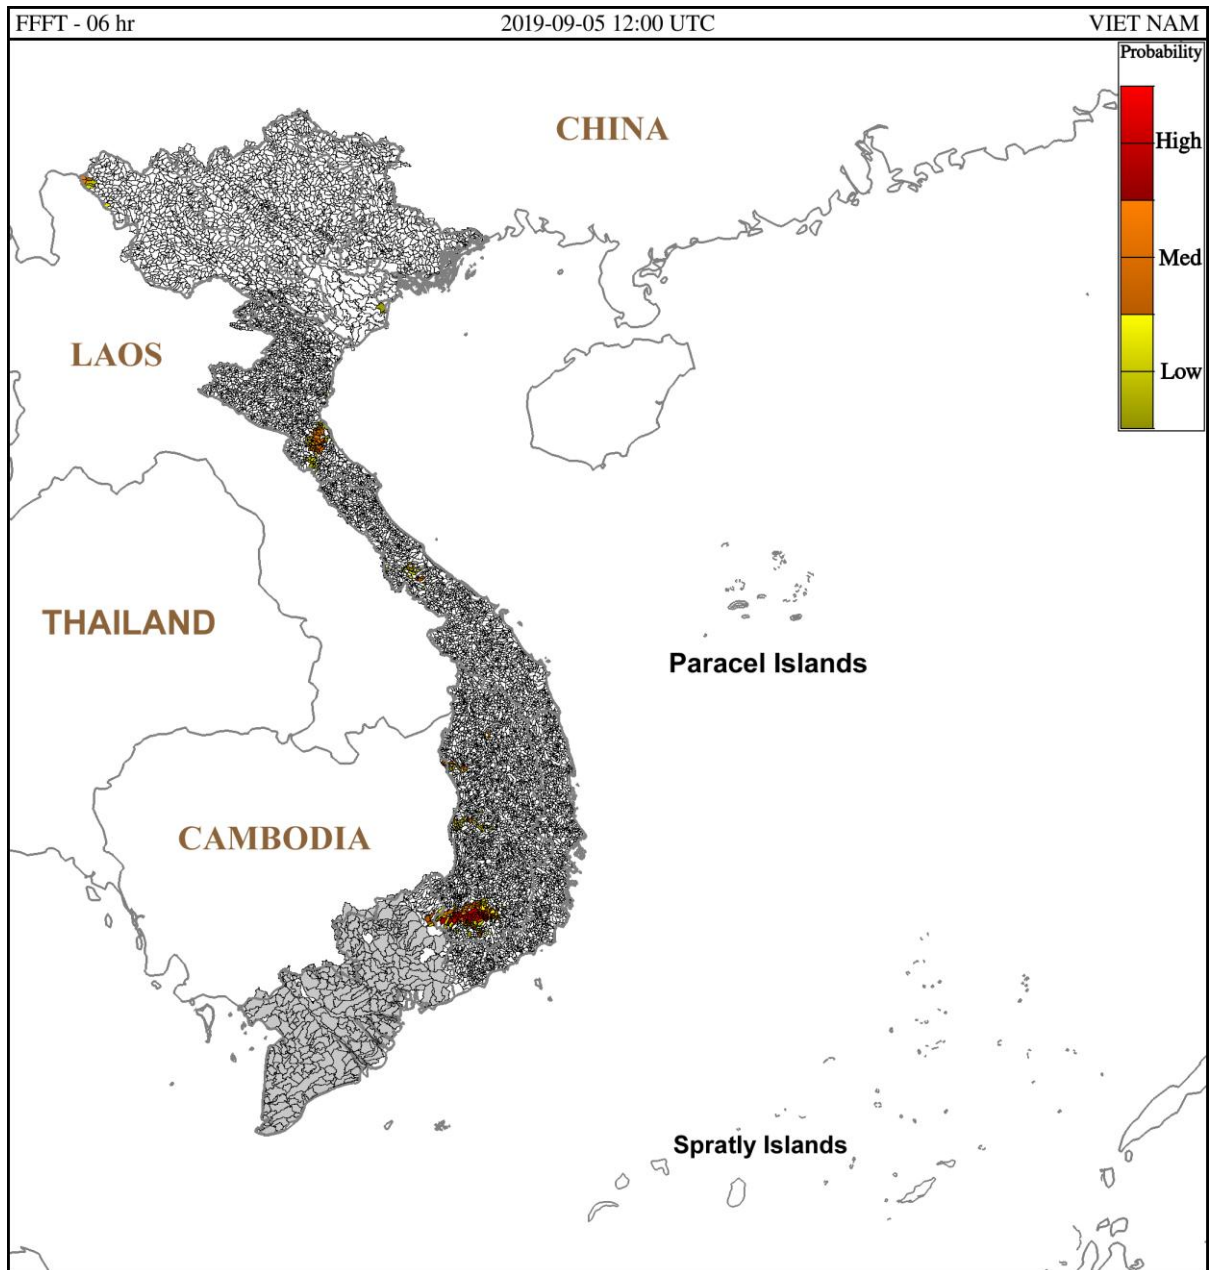 FFFT - 06 hr 2019-09-05 12:00 UTC VIET NAM
Probability
High
Med
Low
CHINA
LAOS
THAILAND
Paracel Islands
CAMBODIA
Spratly Islands